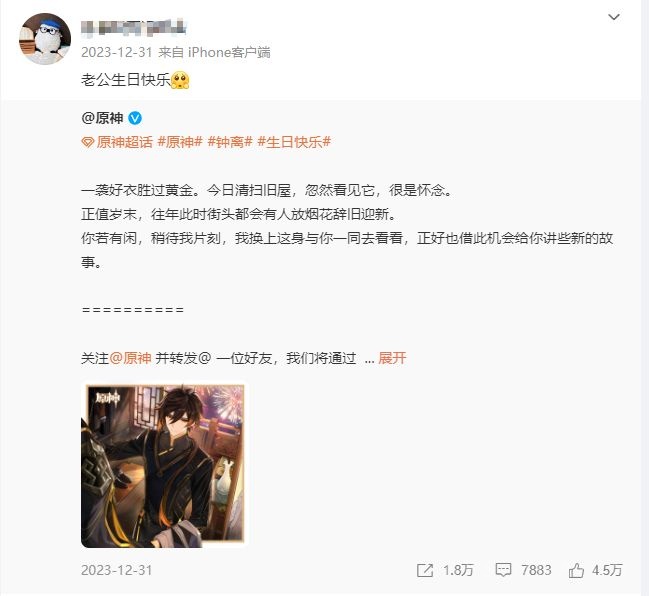 2023-12-31 来自 iPhone客户端
老公生日快乐
@原神
原神超话 #原神# #钟离# #生日快乐#
一袭好衣胜过黄金。今日清扫旧屋，忽然看见它，很是怀念。
正值岁末，往年此时街头都会有人放烟花辞旧迎新。
你若有闲，稍待我片刻，我换上这身与你一同去看看，正好也借此机会给你讲些新的故
事。
==========
关注@原神 并转发@ 一位好友，我们将通过 ... 展开
原神
2023-12-31 1.8万 7883 4.5万